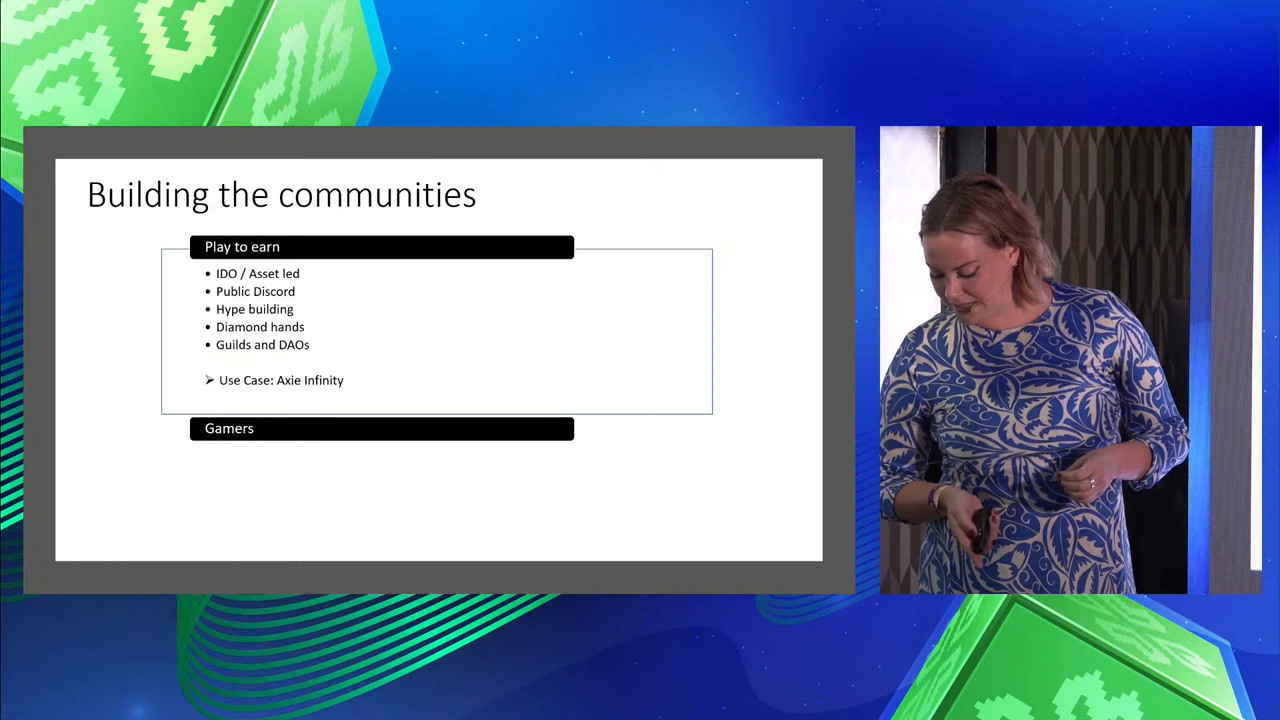 Building the communities
Play to earn
• IDO / Asset led
• Public Discord
• Hype building
• Diamond hands
• Guilds and DAOs
➢ Use Case: Axie Infinity
Gamers